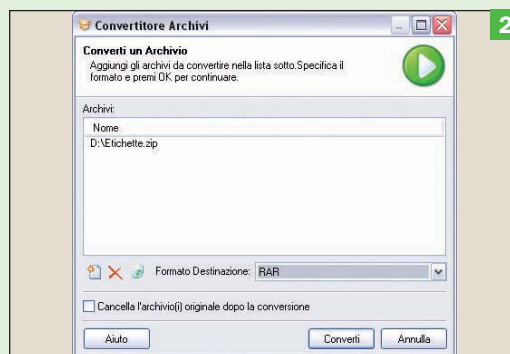 Convertitore Archivi
2
Converti un Archivio
Aggiungi gli archivi da convertire nella lista sotto.Specifica il
formato e premi OK per continuare.
Archivi:
Nome
D:\Etichette.zip
Formato Destinazione: RAR
Cancella l'archivio(i) originale dopo la conversione
Aiuto Converti Annulla